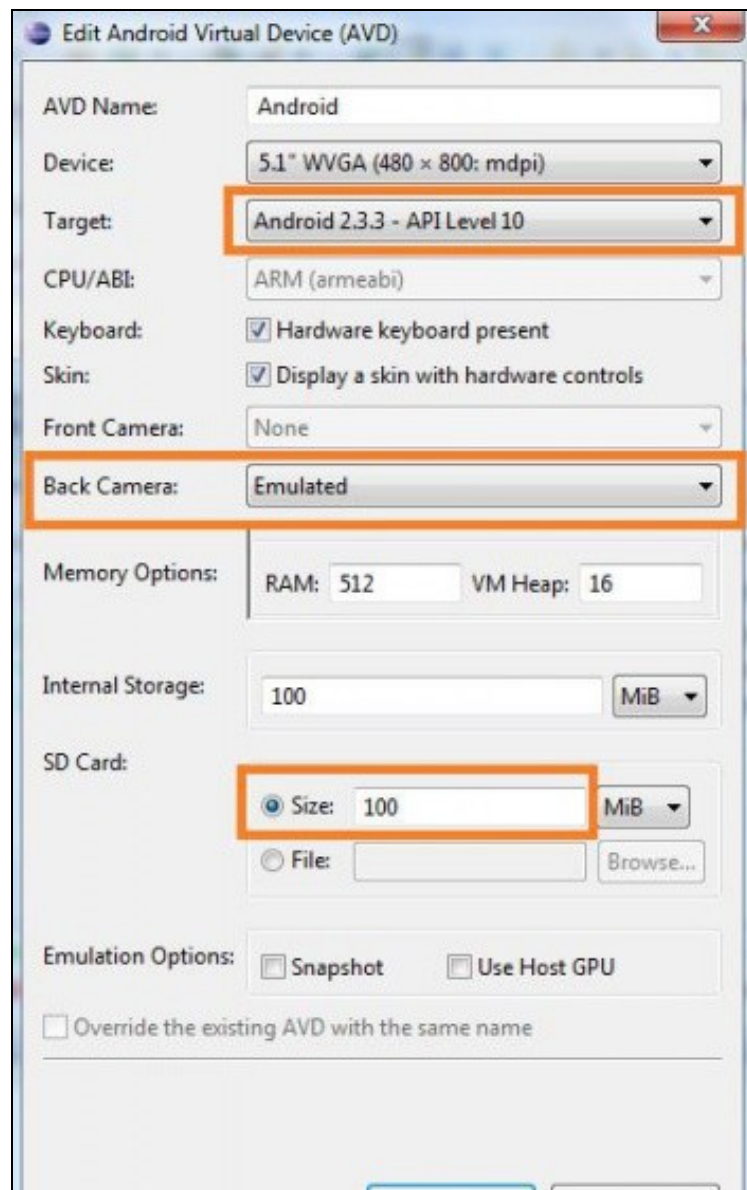 Edit Android Virtual Device (AVD)
AVD Name: Android
Device: 5.1" WVGA (480 × 800: mdpi)
Target: Android 2.3.3 - API Level 10
CPU/ABI: ARM (armeabi)
Keyboard: Hardware keyboard present
Skin: Display a skin with hardware controls
Front Camera: None
Back Camera: Emulated
Memory Options: RAM: 512 VM Heap: 16
Internal Storage: 100 MiB
SD Card:
Size: 100 MiB
File: Browse...
Emulation Options: Snapshot Use Host GPU
Override the existing AVD with the same name